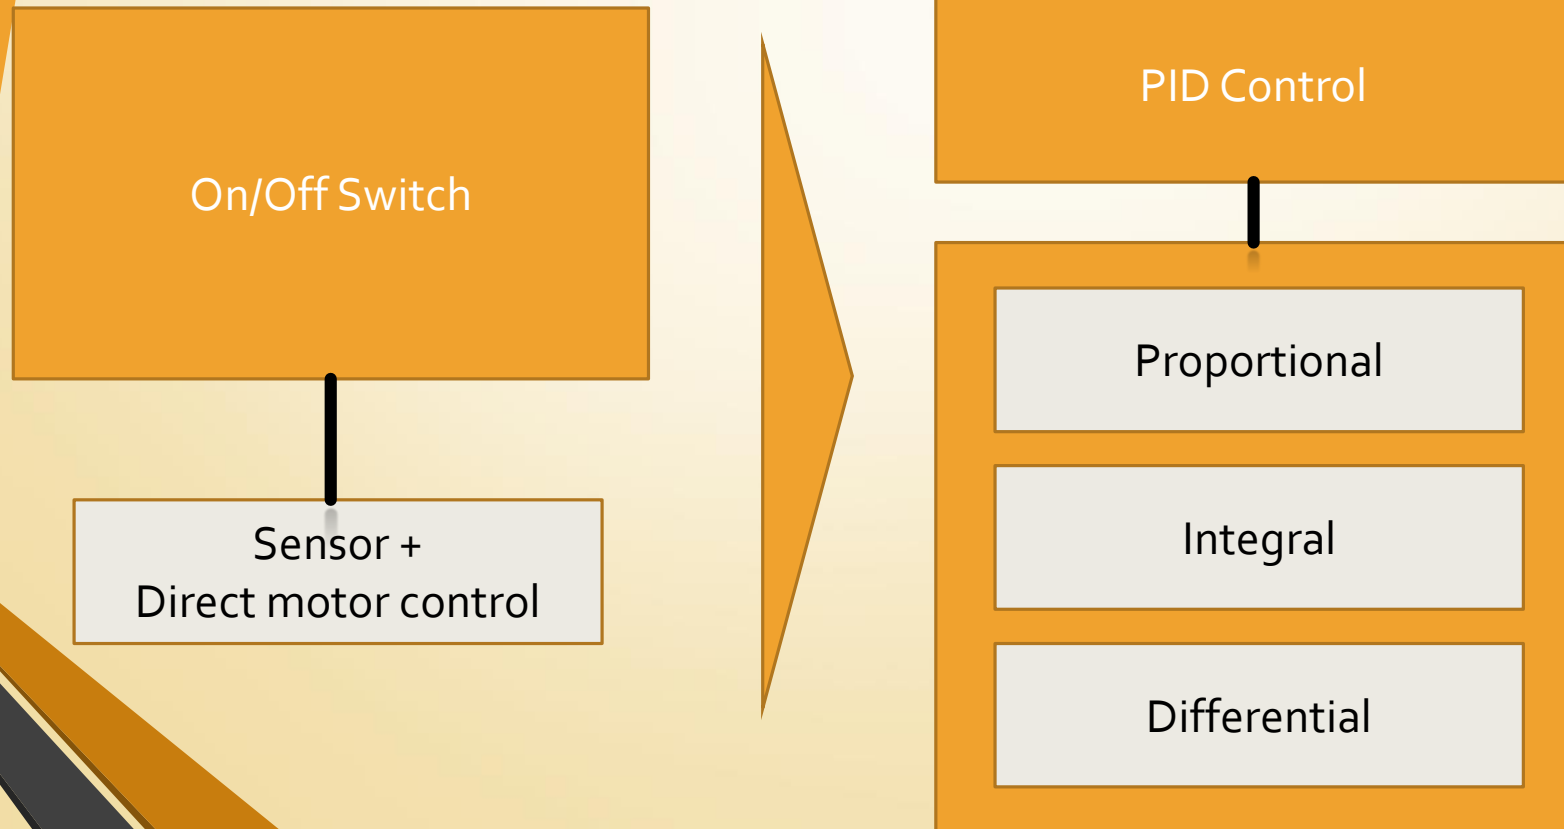 On/Off Switch
Sensor +
Direct motor control
PID Control
Proportional
Integral
Differential